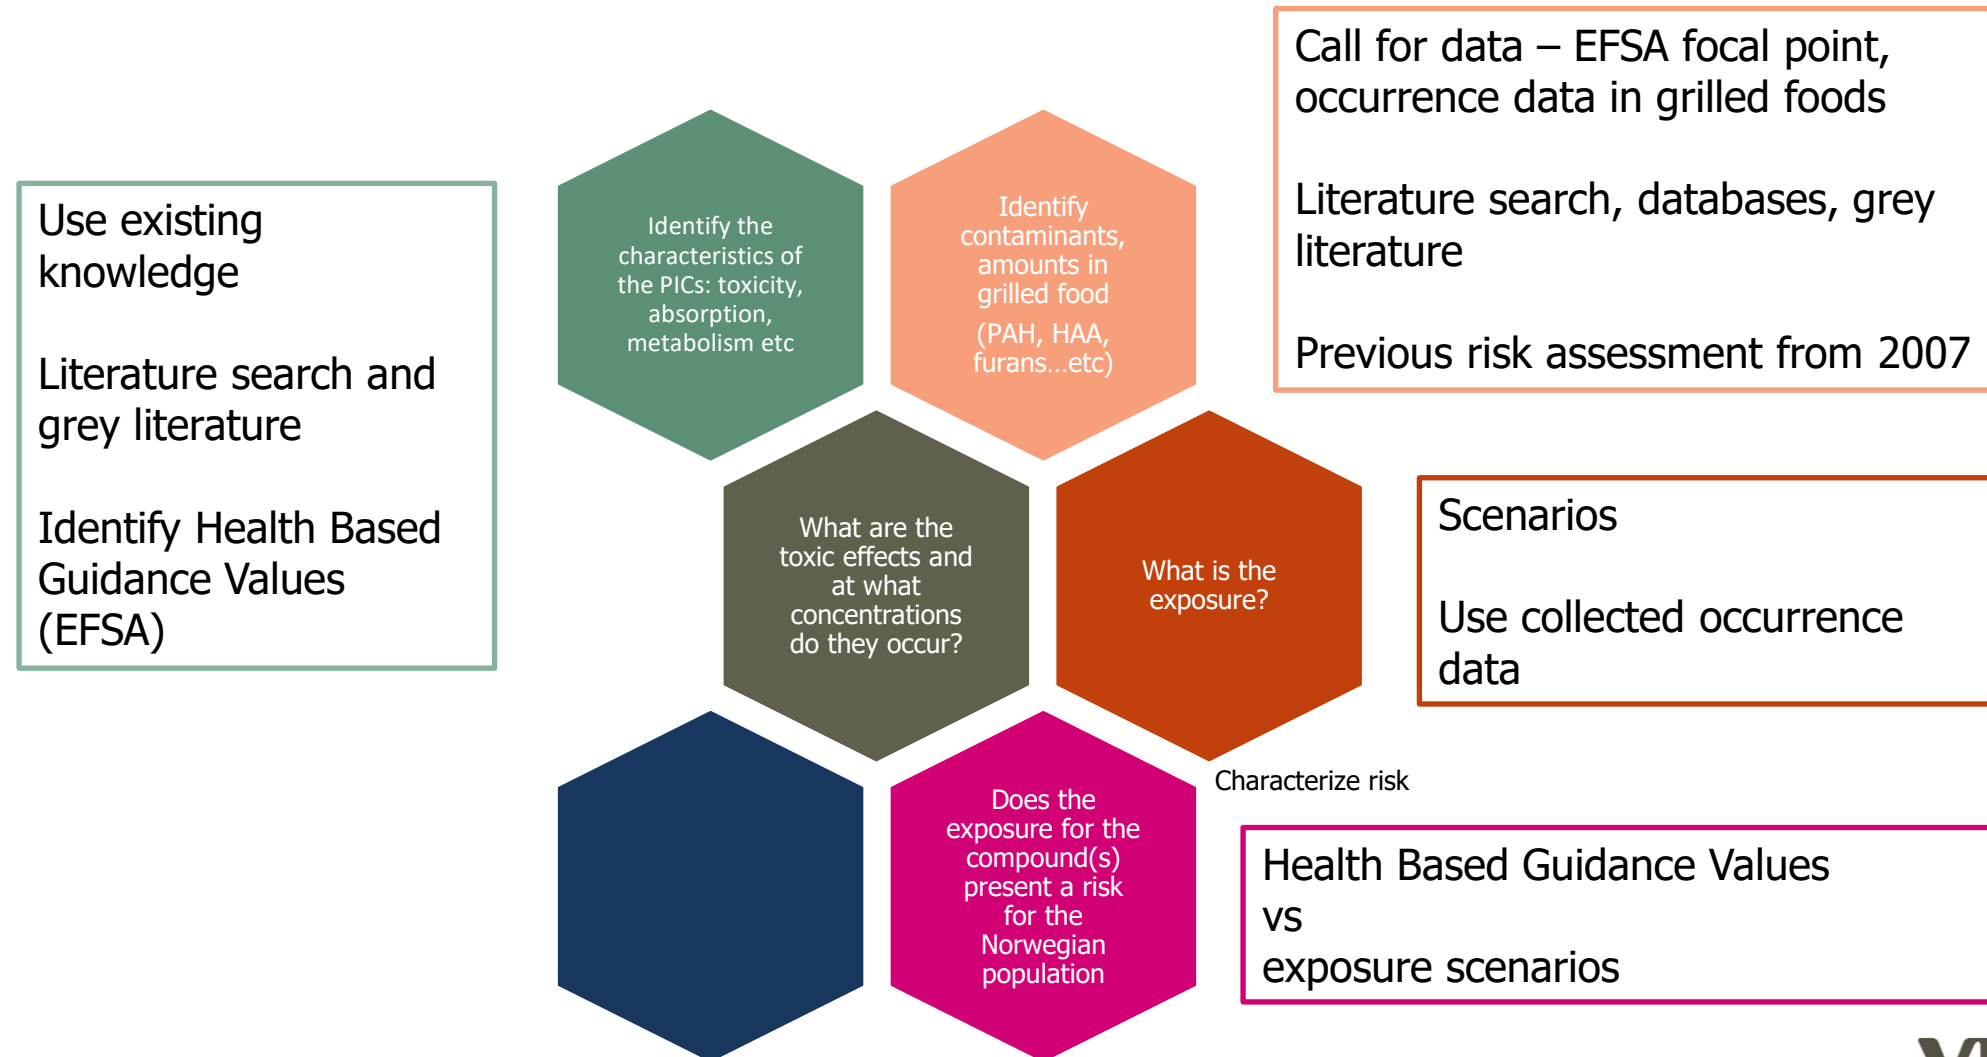 Use existing
knowledge
Literature search and
grey literature
Identify Health Based
Guidance Values
(EFSA)
Identify the
characteristics of
the PICs: toxicity,
absorption,
metabolism etc
Identify
contaminants,
amounts in
grilled food
(PAH, HAA,
furans...etc)
Call for data – EFSA focal point,
occurrence data in grilled foods
Literature search, databases, grey
literature
Previous risk assessment from 2007
What are the
toxic effects and
at what
concentrations
do they occur?
What is the
exposure?
Scenarios
Use collected occurrence
data
Characterize risk
Does the
exposure for the
compound(s)
present a risk
for the
Norwegian
population
Health Based Guidance Values
vs
exposure scenarios